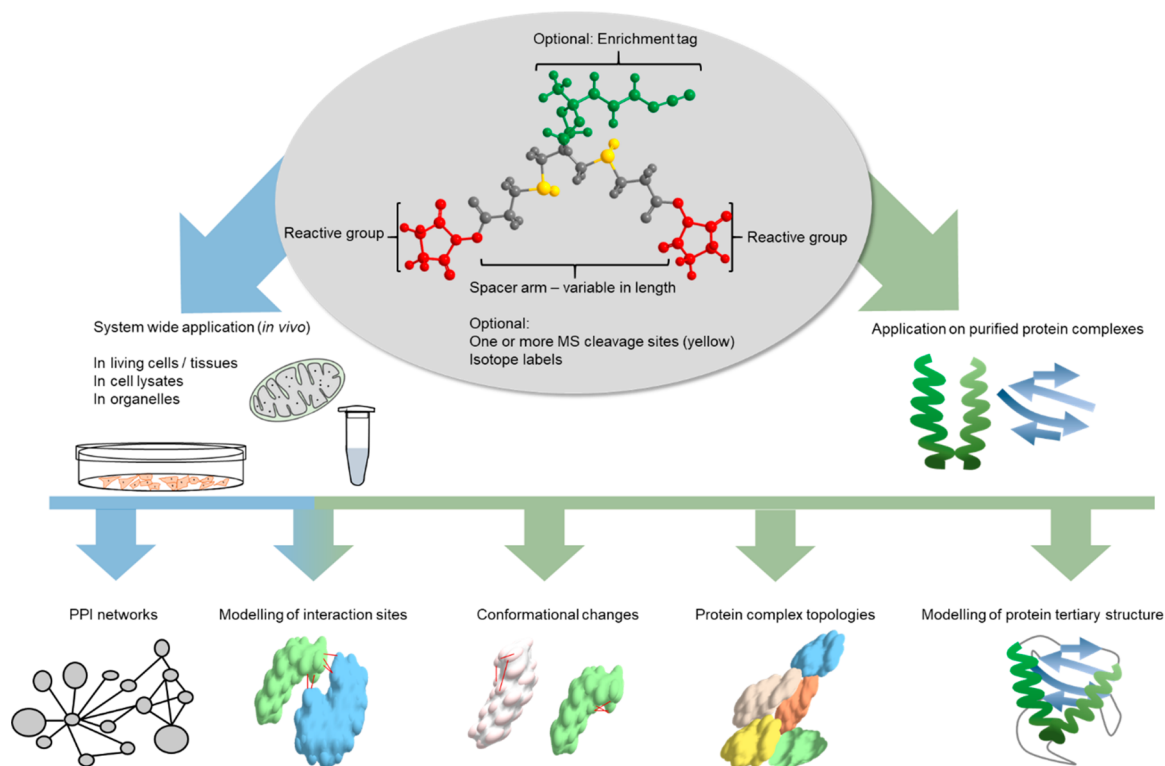 Optional: Enrichment tag
Reactive group
Reactive group
Spacer arm – variable in length
Optional:
One or more MS cleavage sites (yellow)
Isotope labels
System wide application (in vivo)
In living cells / tissues
In cell lysates
In organelles
Application on purified protein complexes
PPI networks
Modelling of interaction sites
Conformational changes
Protein complex topologies
Modelling of protein tertiary structure